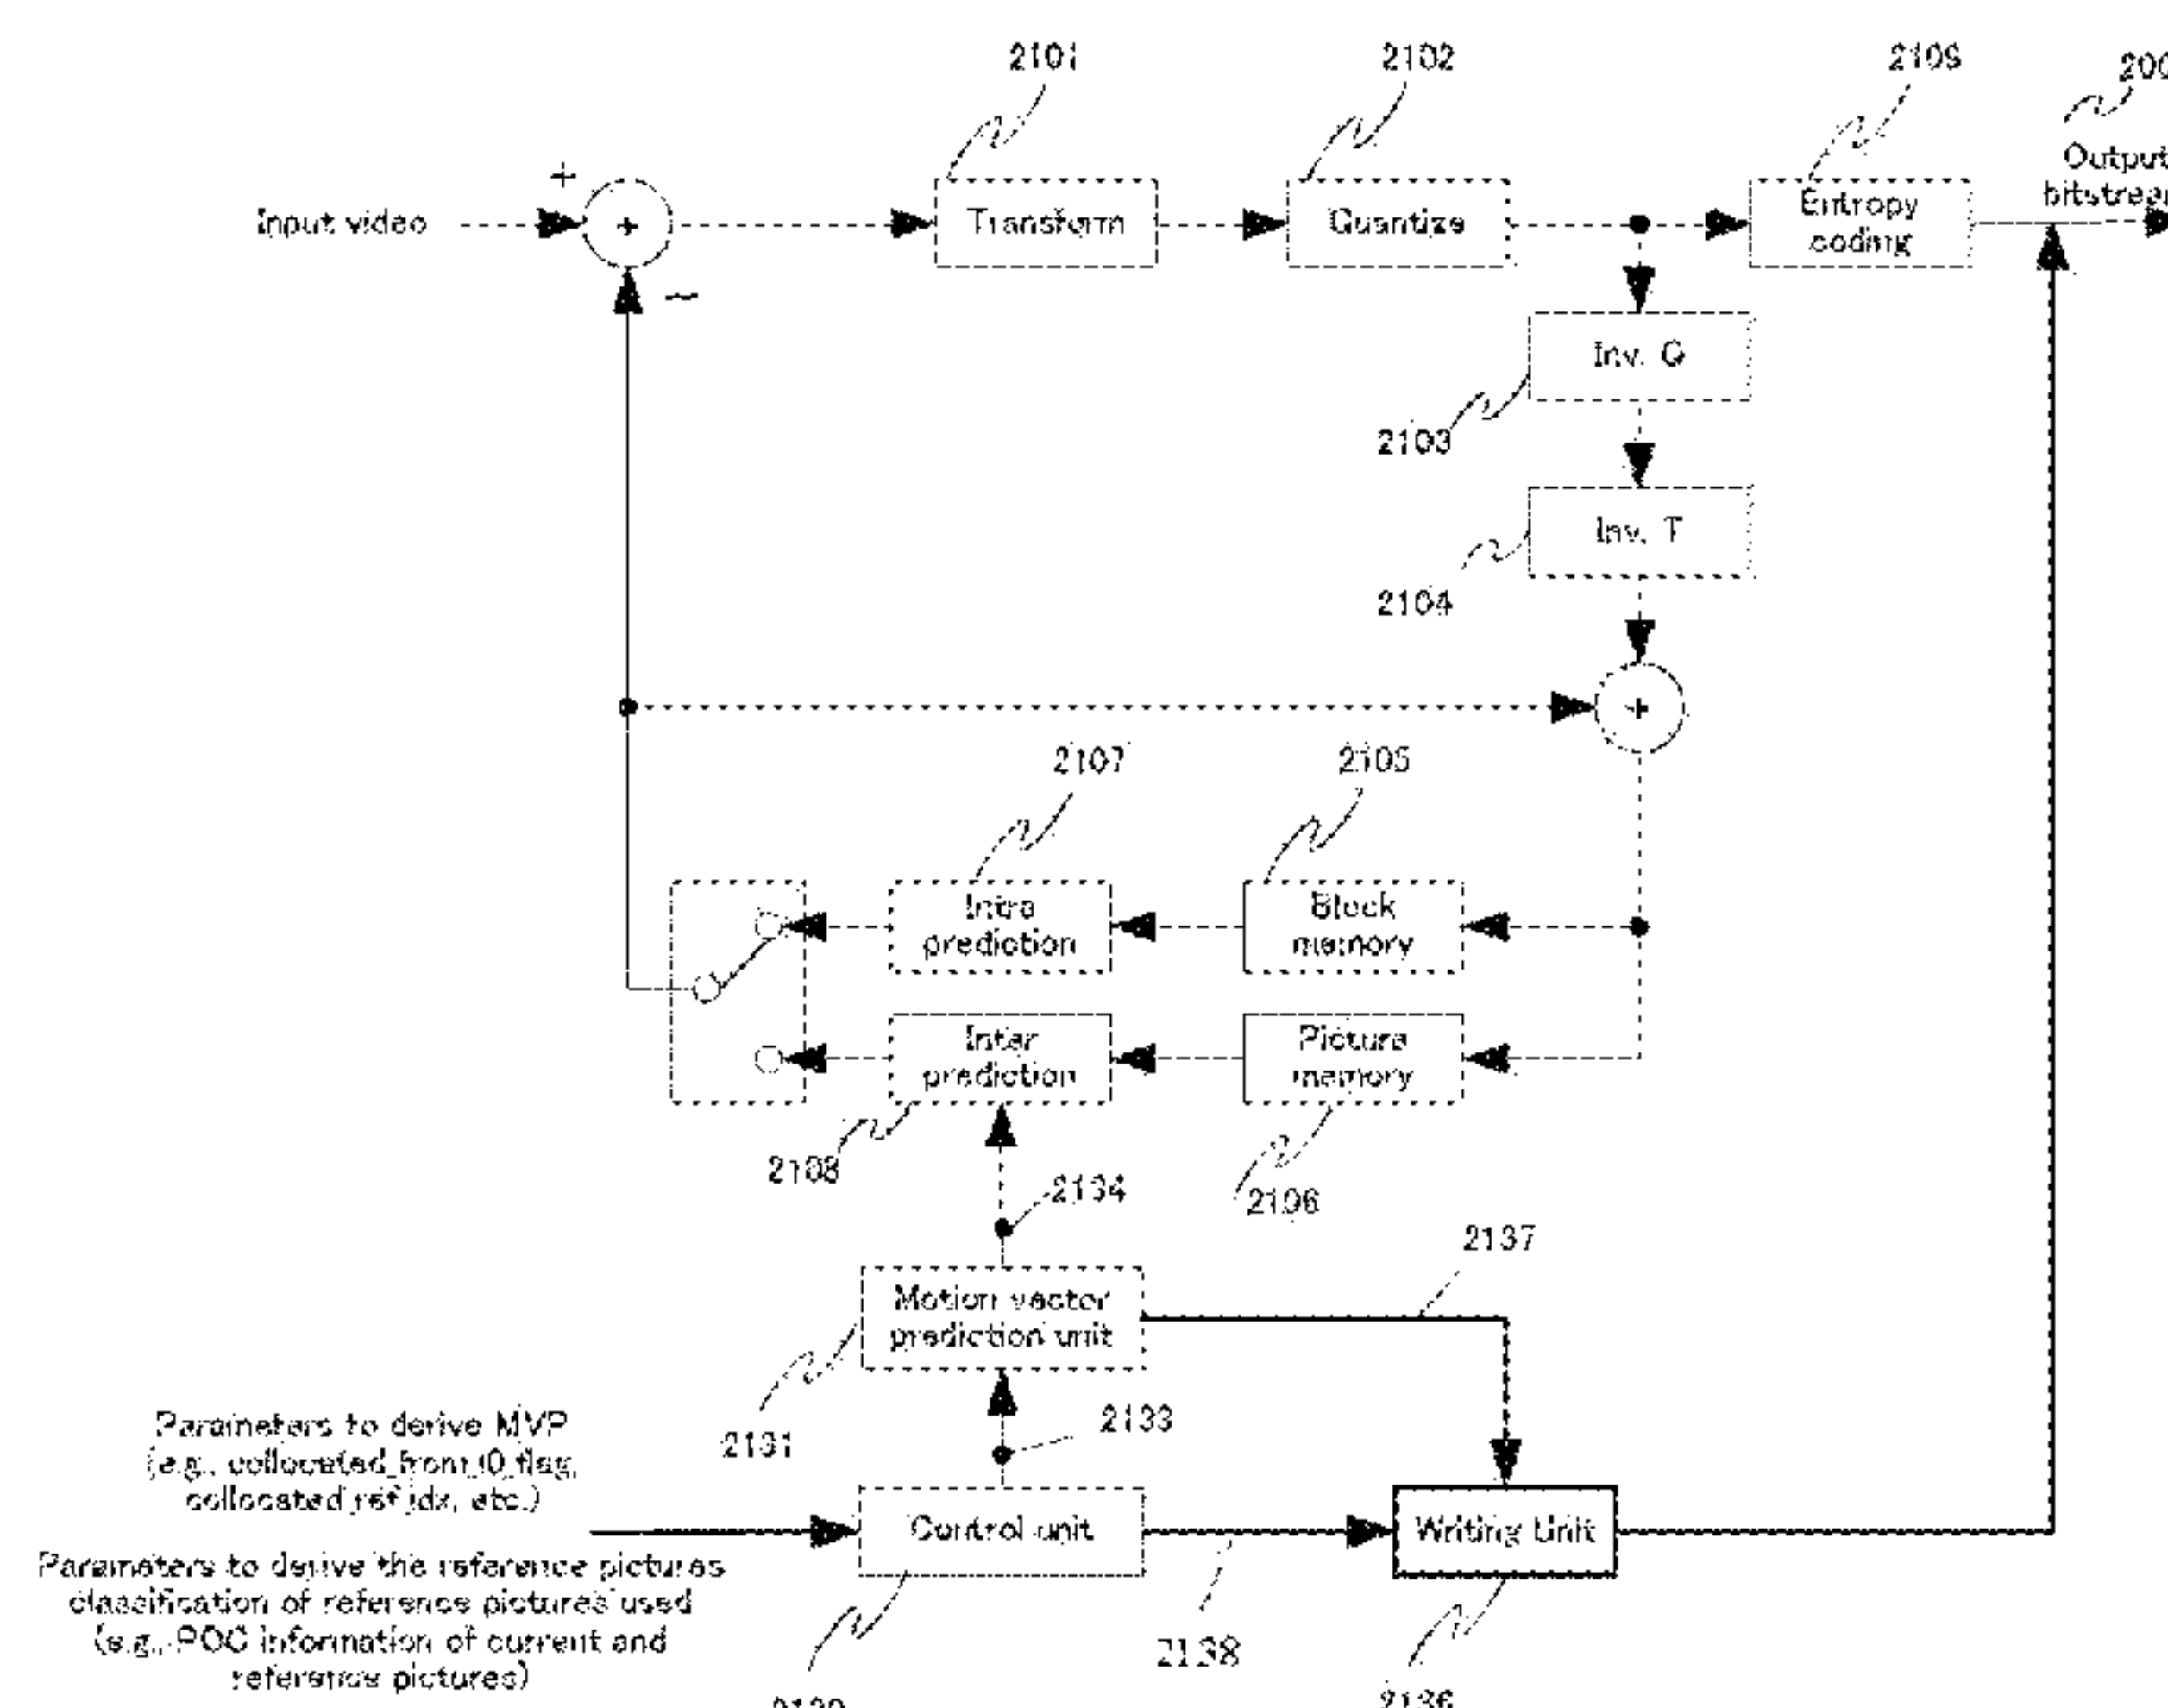 2101
2102
2109
200
+
Output
Input video
+
Transform
Quantize
Entropy
coding
bitstream
−
Inv. Q
2103
Inv. T
2104
+
2107
2105
Intra
prediction
Block
memory
Inter
prediction
Picture
memory
2108
2134
2106
2137
Motion vector
prediction unit
2131
2133
Parameters to derive MVP
(e.g., collocated_from_l0_flag,
collocated_ref_idx, etc.)
Control unit
Writing Unit
Parameters to derive the reference pictures
classification of reference pictures used
(e.g., POC information of current and
reference pictures)
2138
2136